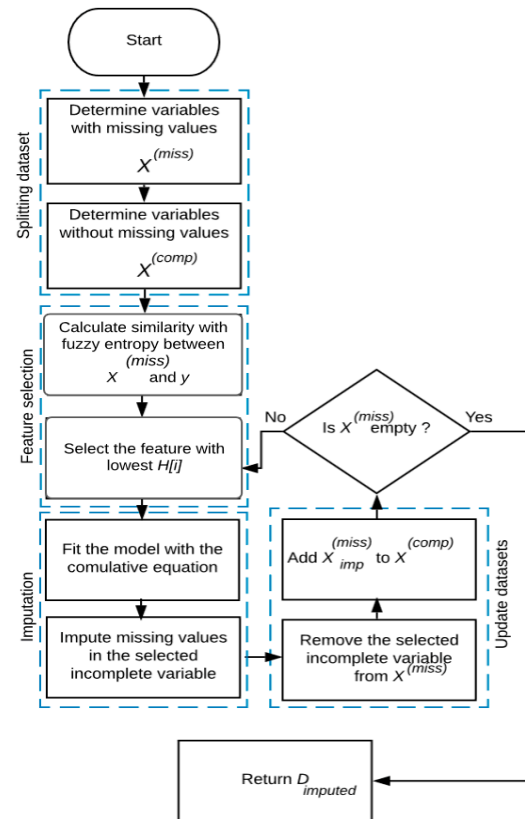 Start
Splitting dataset
Determine variables
with missing values
X^(miss)
Determine variables
without missing values
X^(comp)
Feature selection
Calculate similarity with
fuzzy entropy between
X^(miss) and y
Select the feature with
lowest H[i]
Imputation
Fit the model with the
comulative equation
Impute missing values
in the selected
incomplete variable
Update datasets
Remove the selected
incomplete variable
from X^(miss)
Add X_imp^(miss) to X^(comp)
No
Is X^(miss) empty ?
Yes
Return D_imputed